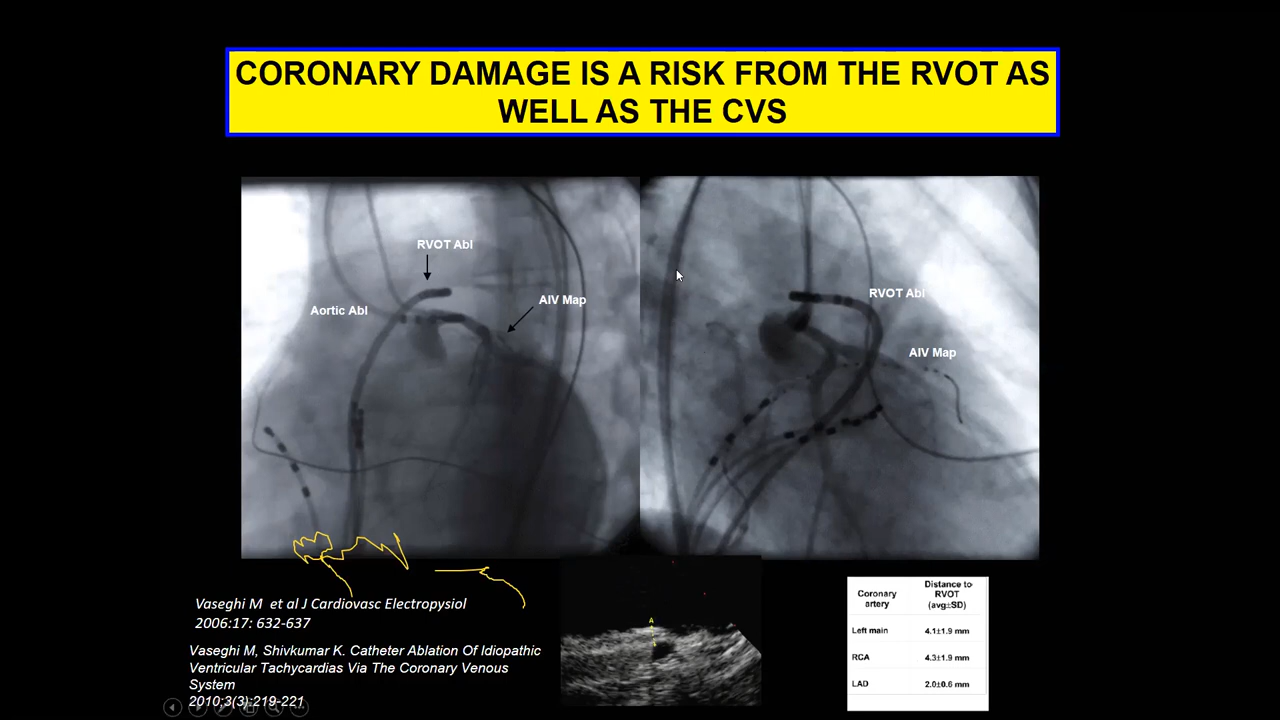 CORONARY DAMAGE IS A RISK FROM THE RVOT AS
WELL AS THE CVS
RVOT Abl
Aortic Abl
AIV Map
RVOT Abl
AIV Map
Vaseghi M et al J Cardiovasc Electropysiol
2006:17: 632-637
Vaseghi M, Shivkumar K. Catheter Ablation Of Idiopathic
Ventricular Tachycardias Via The Coronary Venous
System
2010;3(3):219-221
A
Coronary artery Distance to RVOT (avg±SD)
Left main 4.1±1.9 mm
RCA 4.3±1.9 mm
LAD 2.0±0.6 mm